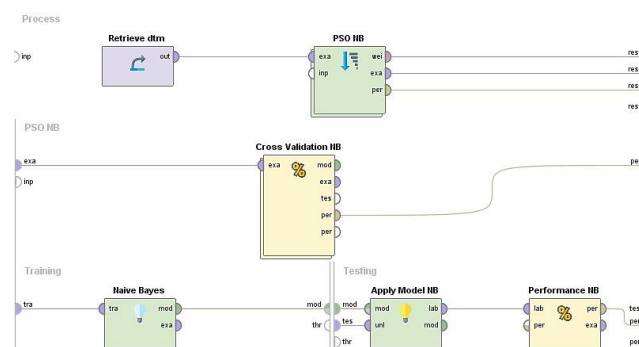 Process
Retrieve dtm
PSO NB
inp
out
exa
wei
res
inp
exa
res
per
res
res
PSO NB
Cross Validation NB
exa
exa
mod
pe
inp
exa
tes
per
per
Training
Testing
Naive Bayes
Apply Model NB
Performance NB
tra
tra
mod
mod
mod
mod
lab
lab
per
tes
exa
thr
tes
unl
mod
per
exa
per
thr
per